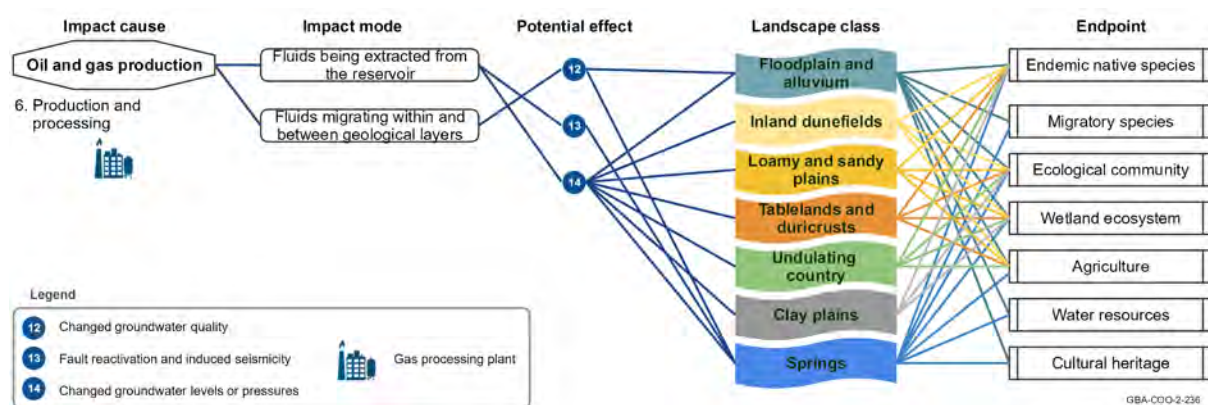 Impact cause
Impact mode
Potential effect
Landscape class
Endpoint
Oil and gas production
6. Production and
processing
Fluids being extracted from
the reservoir
Fluids migrating within and
between geological layers
12
13
14
Floodplain and
alluvium
Inland dunefields
Loamy and sandy
plains
Tablelands and
duricrusts
Undulating
country
Clay plains
Springs
Endemic native species
Migratory species
Ecological community
Wetland ecosystem
Agriculture
Water resources
Cultural heritage
Legend
12 Changed groundwater quality
13 Fault reactivation and induced seismicity
14 Changed groundwater levels or pressures
Gas processing plant
GBA-COO-2-236